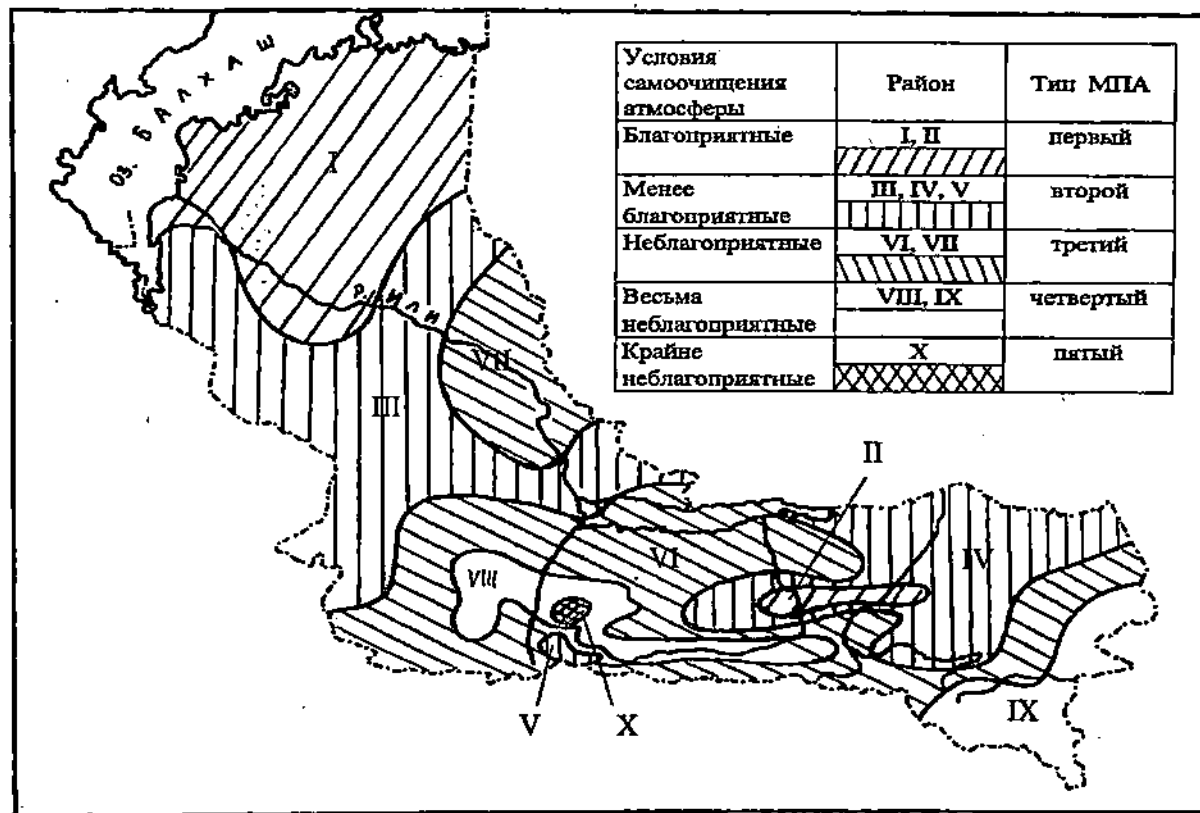 Оз. БАЛХАШ
Условия самоочищения атмосферы
Район
Тип МПА
Благоприятные
I, II
первый
Менее благоприятные
III, IV, V
второй
Неблагоприятные
VI, VII
третий
Весьма неблагоприятные
VIII, IX
четвертый
Крайне неблагоприятные
X
пятый
I
р. Или
VII
III
II
VI
IV
VIII
IX
V
X